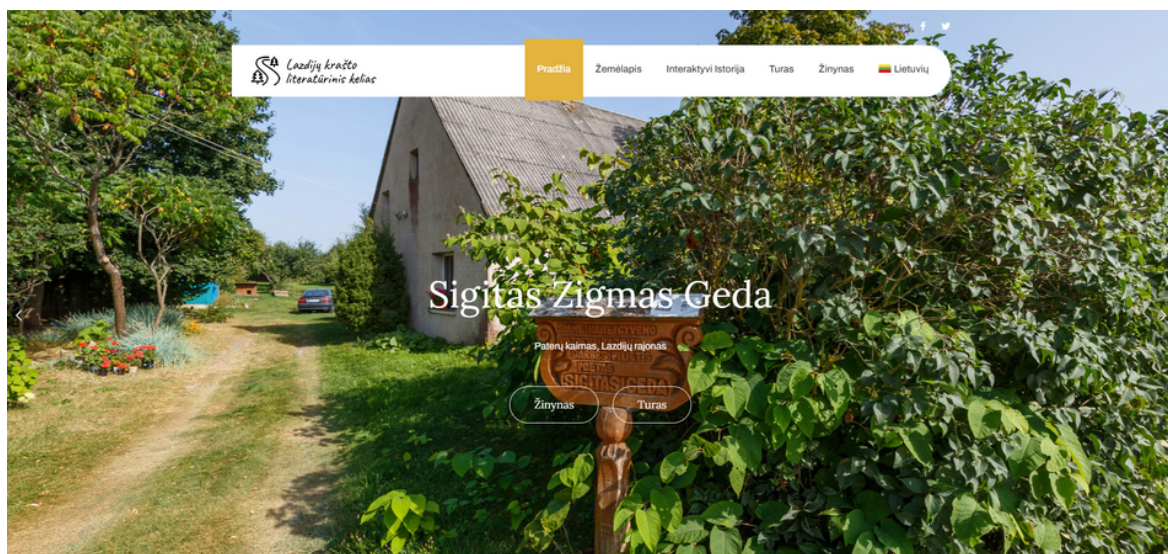 Lazdijų krašto
literatūrinis kelias
Pradžia
Žemėlapis
Interaktyvi Istorija
Turas
Žinynas
Lietuvių
Sigitas Zigmas Geda
Paterų kaimas, Lazdijų rajonas
POETAS
SIGITAS GEDA
Žinynas
Turas